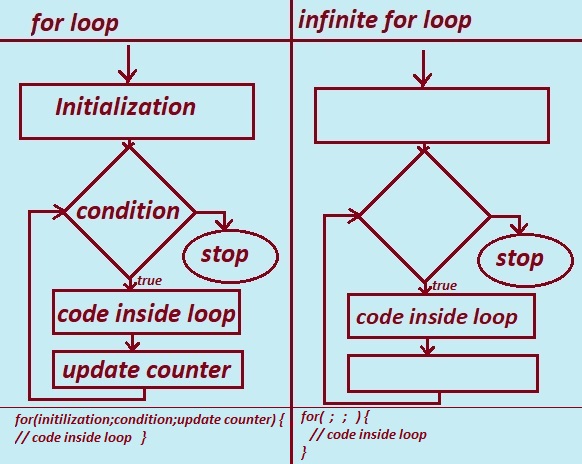 for loop
Initialization
condition
stop
true
code inside loop
update counter
for(initilization;condition;update counter) {
// code inside loop }
infinite for loop
stop
true
code inside loop
for( ; ; ) {
// code inside loop
}